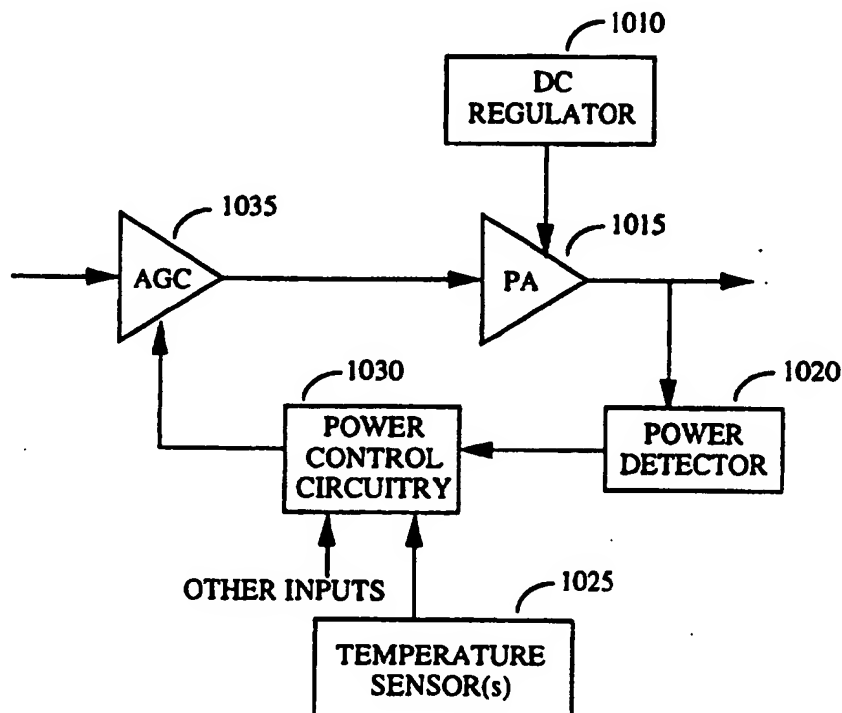 1010
DC
REGULATOR
1035
1015
AGC
PA
1030
1020
POWER
CONTROL
CIRCUITRY
POWER
DETECTOR
OTHER INPUTS
1025
TEMPERATURE
SENSOR(s)